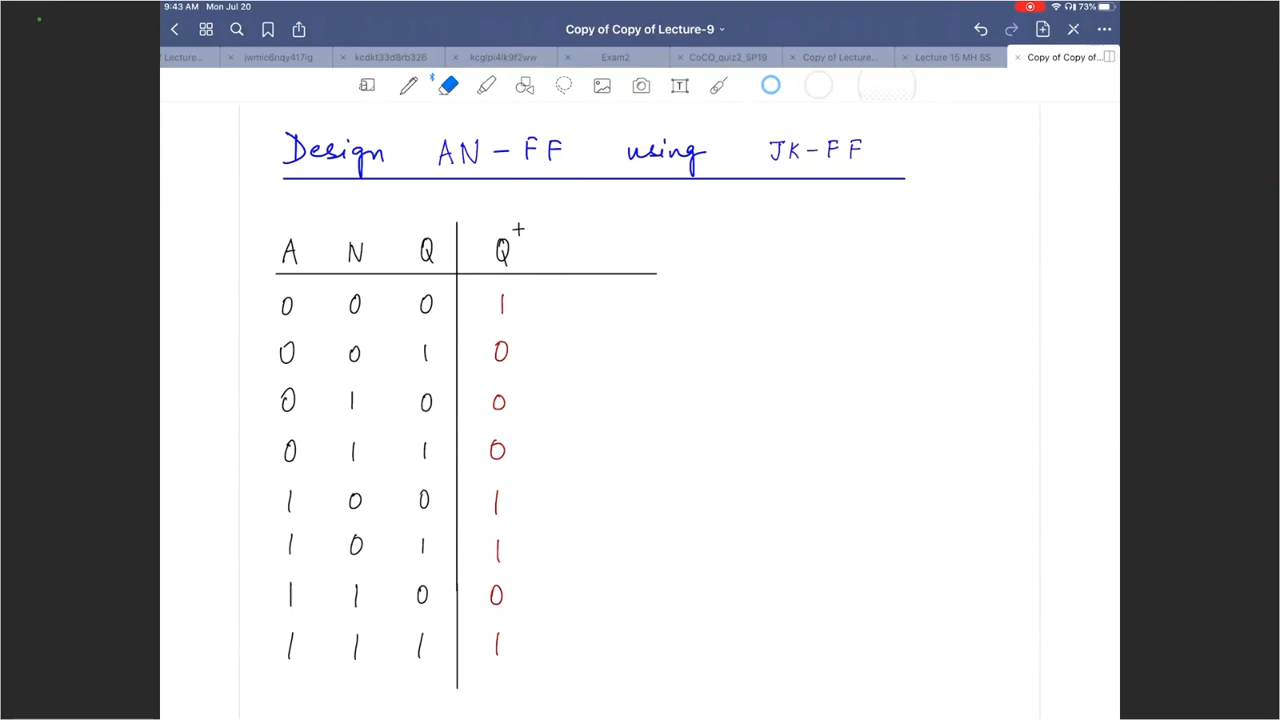 9:43 AM Mon Jul 20 73%
Copy of Copy of Lecture-9
Lecture... jwmic6nqy417ig kcdkt33d8rb326 kcgipi4lk9f2ww Exam2 CoCO_quiz2_SP19 Copy of Lecture... Lecture 15 MH SS Copy of Copy of...
Design AN-FF using JK-FF
A N Q Q+
0 0 0 1
0 0 1 0
0 1 0 0
0 1 1 0
1 0 0 1
1 0 1 1
1 1 0 0
1 1 1 1